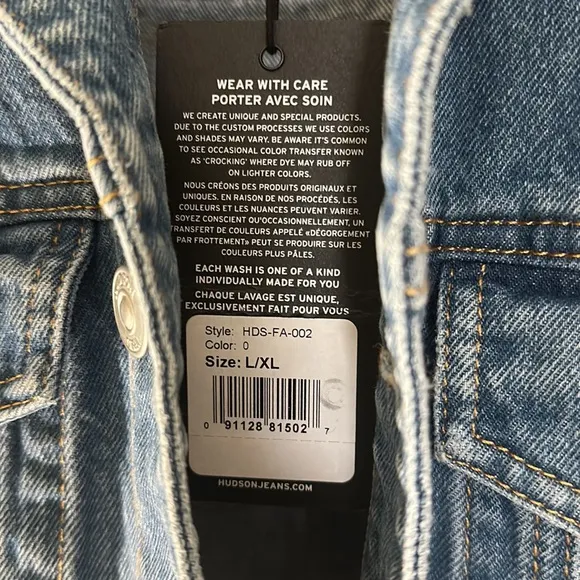 WEAR WITH CARE
PORTER AVEC SOIN
WE CREATE UNIQUE AND SPECIAL PRODUCTS.
DUE TO THE CUSTOM PROCESSES WE USE COLORS
AND SHADES MAY VARY. BE AWARE IT'S COMMON
TO SEE OCCASIONAL COLOR TRANSFER KNOWN
AS 'CROCKING' WHERE DYE MAY RUB OFF
ON LIGHTER COLORS.
NOUS CRÉONS DES PRODUITS ORIGINAUX ET
UNIQUES. EN RAISON DE NOS PROCÉDÉS, LES
COULEURS ET LES NUANCES PEUVENT VARIER.
SOYEZ CONSCIENT QU'OCCASIONNELLEMENT, UN
TRANSFERT DE COULEURS APPELÉ «DÉGORGEMENT
PAR FROTTEMENT» PEUT SE PRODUIRE SUR LES
COULEURS PLUS PÂLES.
EACH WASH IS ONE OF A KIND
INDIVIDUALLY MADE FOR YOU
CHAQUE LAVAGE EST UNIQUE,
EXCLUSIVEMENT FAIT POUR VOUS
Style: HDS-FA-002
Color: 0
Size: L/XL
0 91128 81502 7
HUDSONJEANS.COM